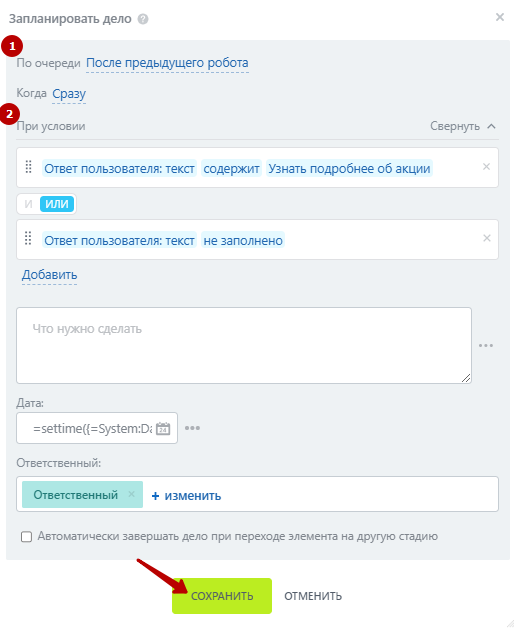 Запланировать дело ?
1
По очереди После предыдущего робота
Когда Сразу
2
При условии Свернуть
Ответ пользователя: текст содержит Узнать подробнее об акции
И ИЛИ
Ответ пользователя: текст не заполнено
Добавить
Что нужно сделать
Дата:
=settime({=System:Da
Ответственный:
Ответственный + изменить
Автоматически завершать дело при переходе элемента на другую стадию
СОХРАНИТЬ ОТМЕНИТЬ